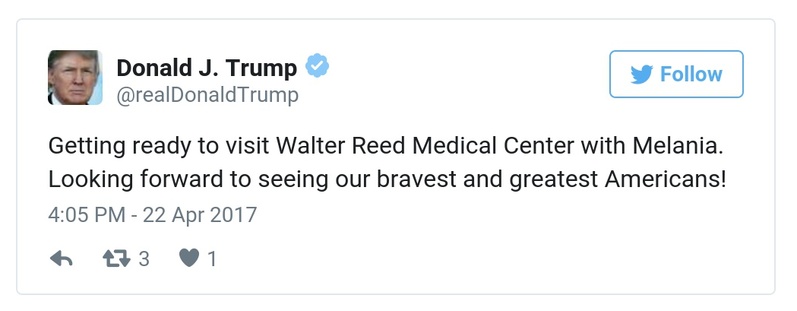 Donald J. Trump
@realDonaldTrump
Follow
Getting ready to visit Walter Reed Medical Center with Melania.
Looking forward to seeing our bravest and greatest Americans!
4:05 PM - 22 Apr 2017
3 1